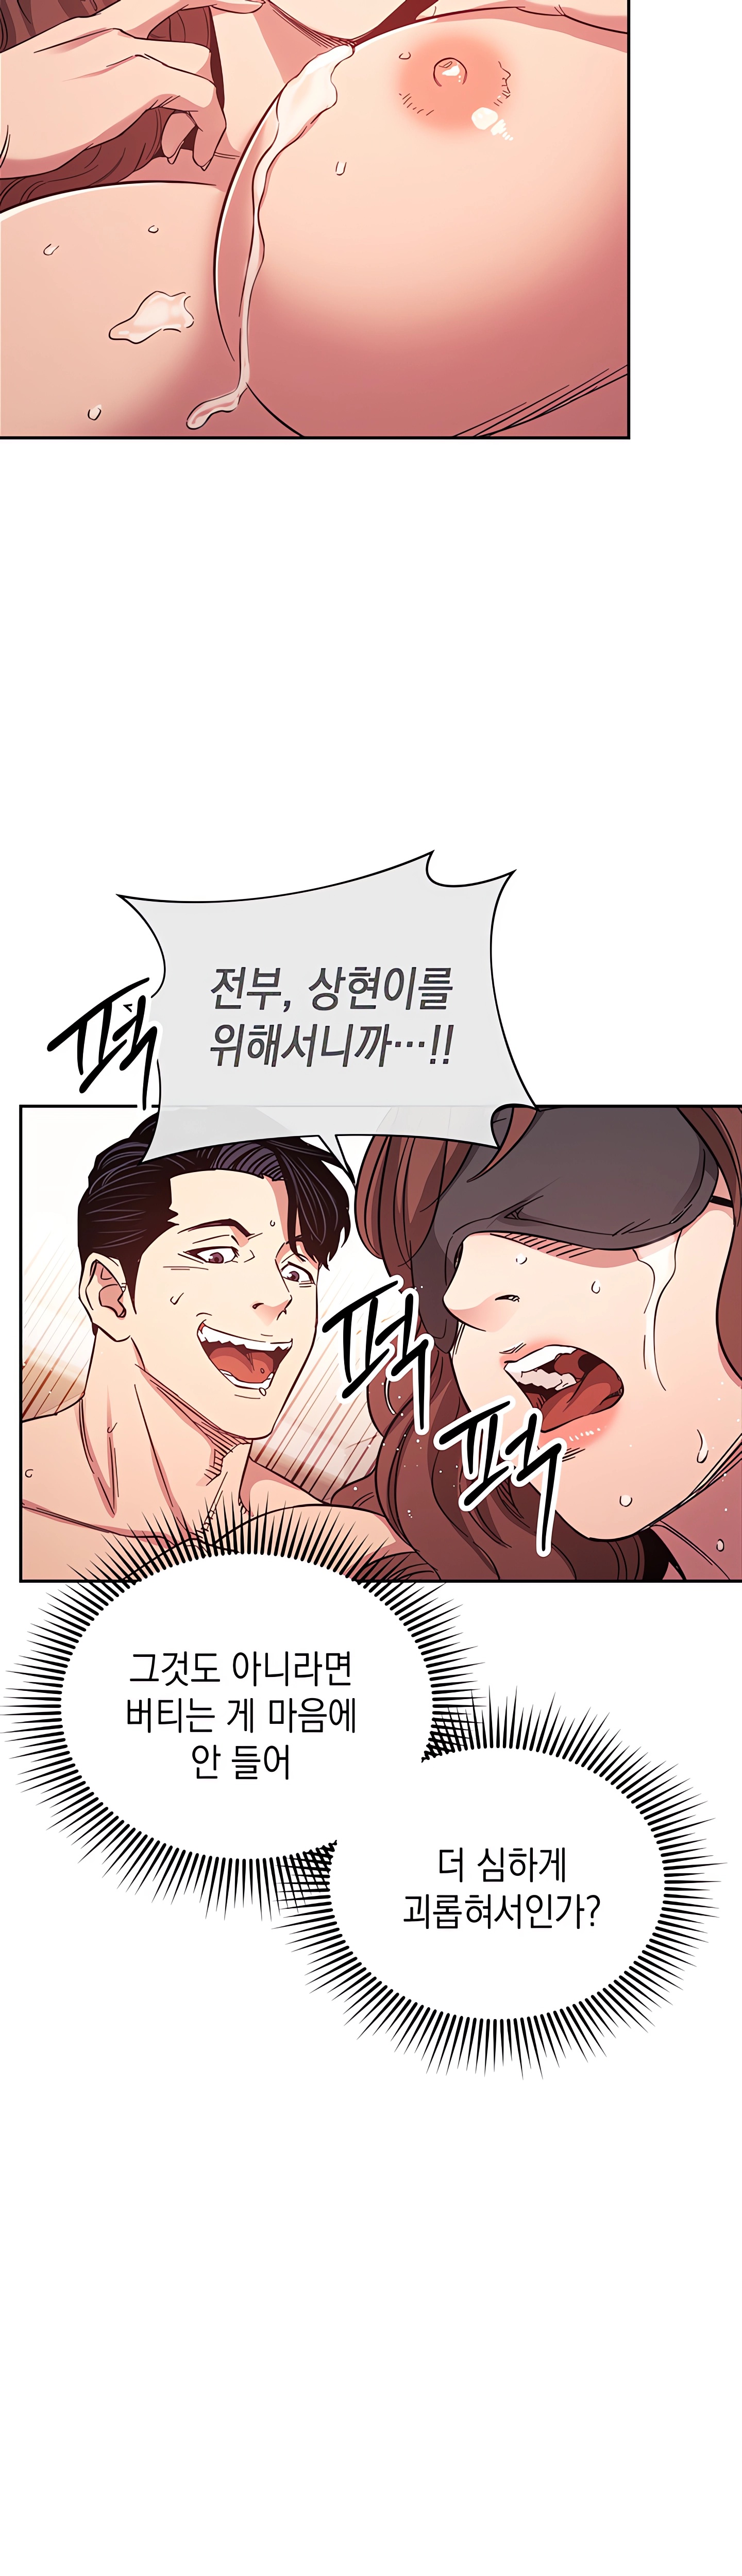 전부, 상현이를
위해서니까…!!
퍽
퍽
퍽
그것도 아니라면
버티는 게 마음에
안 들어
더 심하게
괴롭혀서인가?